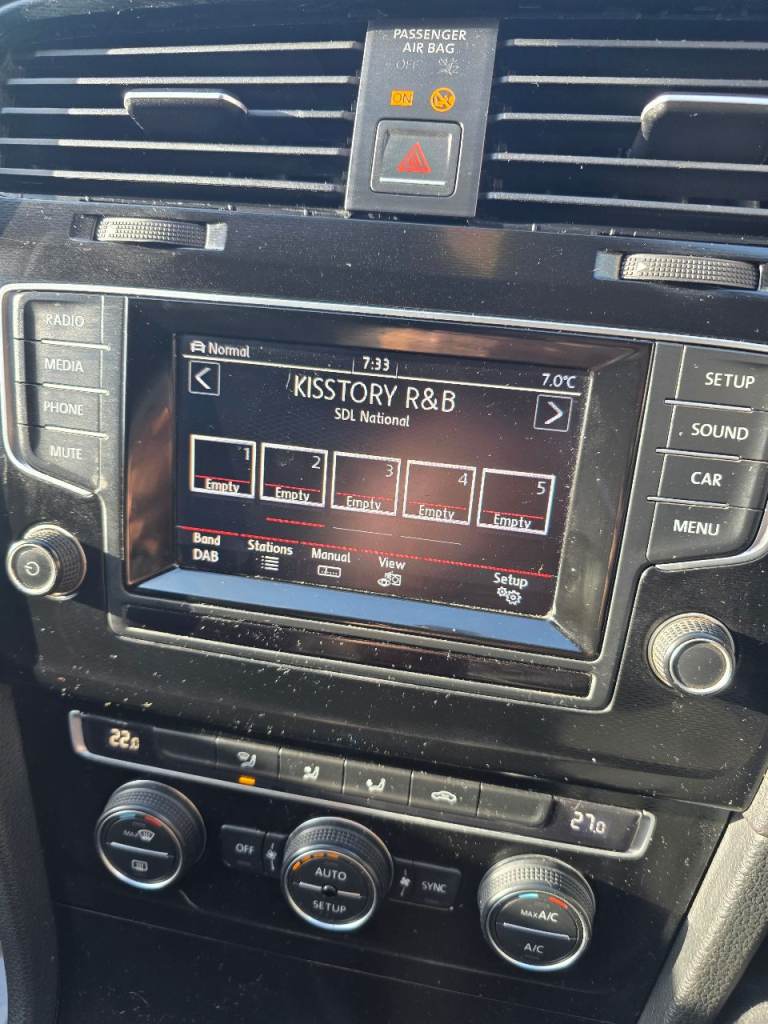 PASSENGER
AIR BAG
OFF
ON
RADIO
MEDIA
PHONE
MUTE
Normal
7:33
7.0°C
KISSTORY R&B
SDL National
1 2 3 4 5
Empty Empty Empty Empty Empty
Band
DAB
Stations
Manual
View
Setup
SETUP
SOUND
CAR
MENU
22.0
27.0
MAX
OFF
AUTO
SETUP
SYNC
MAX A/C
A/C